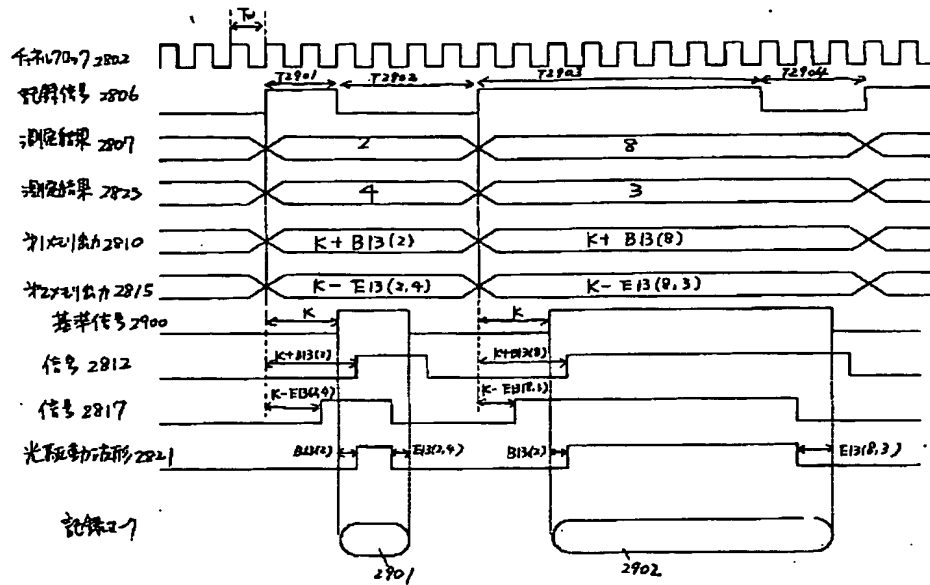 Tw
チャネルクロック 2802
T2901 T2902 T2903 T2904
記録信号 2806
測定結果 2807 2 8
測定結果 2823 4 3
第1メモリ出力 2810 K+B13(2) K+B13(8)
第2メモリ出力 2815 K-E13(2,4) K-E13(8,3)
基準信号 2900 K K
信号 2812 K+B13(2) K+B13(8)
信号 2817 K-E13(2,4) K-E13(8,3)
光駆動波形 2821 B13(2) E13(2,4) B13(2) E13(8,3)
記録マーク
2901 2902